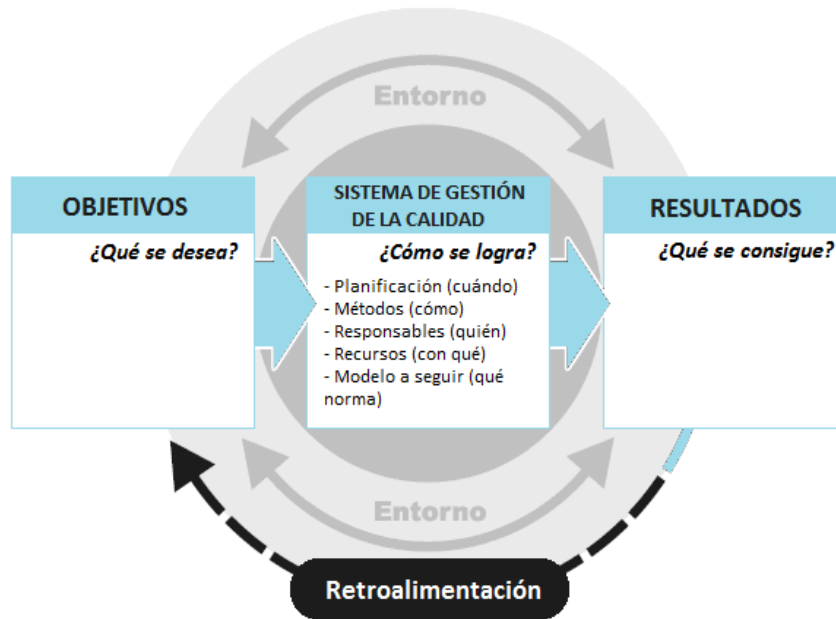 Entorno
OBJETIVOS
¿Qué se desea?
SISTEMA DE GESTIÓN
DE LA CALIDAD
¿Cómo se logra?
- Planificación (cuándo)
- Métodos (cómo)
- Responsables (quién)
- Recursos (con qué)
- Modelo a seguir (qué
norma)
RESULTADOS
¿Qué se consigue?
Entorno
Retroalimentación